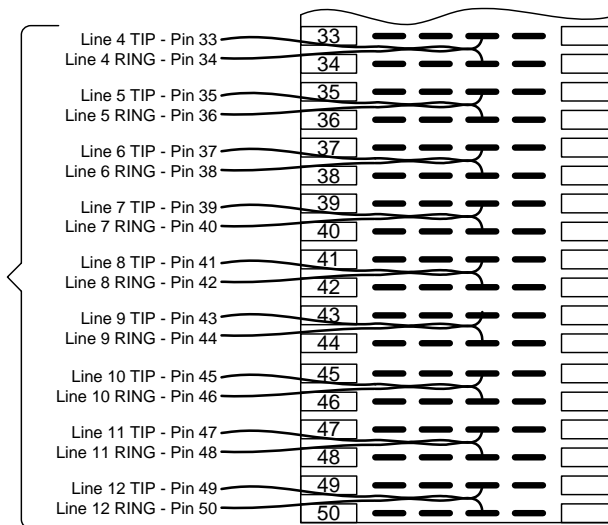 Line 4 TIP - Pin 33
33
Line 4 RING - Pin 34
34
Line 5 TIP - Pin 35
35
Line 5 RING - Pin 36
36
Line 6 TIP - Pin 37
37
Line 6 RING - Pin 38
38
Line 7 TIP - Pin 39
39
Line 7 RING - Pin 40
40
Line 8 TIP - Pin 41
41
Line 8 RING - Pin 42
42
Line 9 TIP - Pin 43
43
Line 9 RING - Pin 44
44
Line 10 TIP - Pin 45
45
Line 10 RING - Pin 46
46
Line 11 TIP - Pin 47
47
Line 11 RING - Pin 48
48
Line 12 TIP - Pin 49
49
Line 12 RING - Pin 50
50